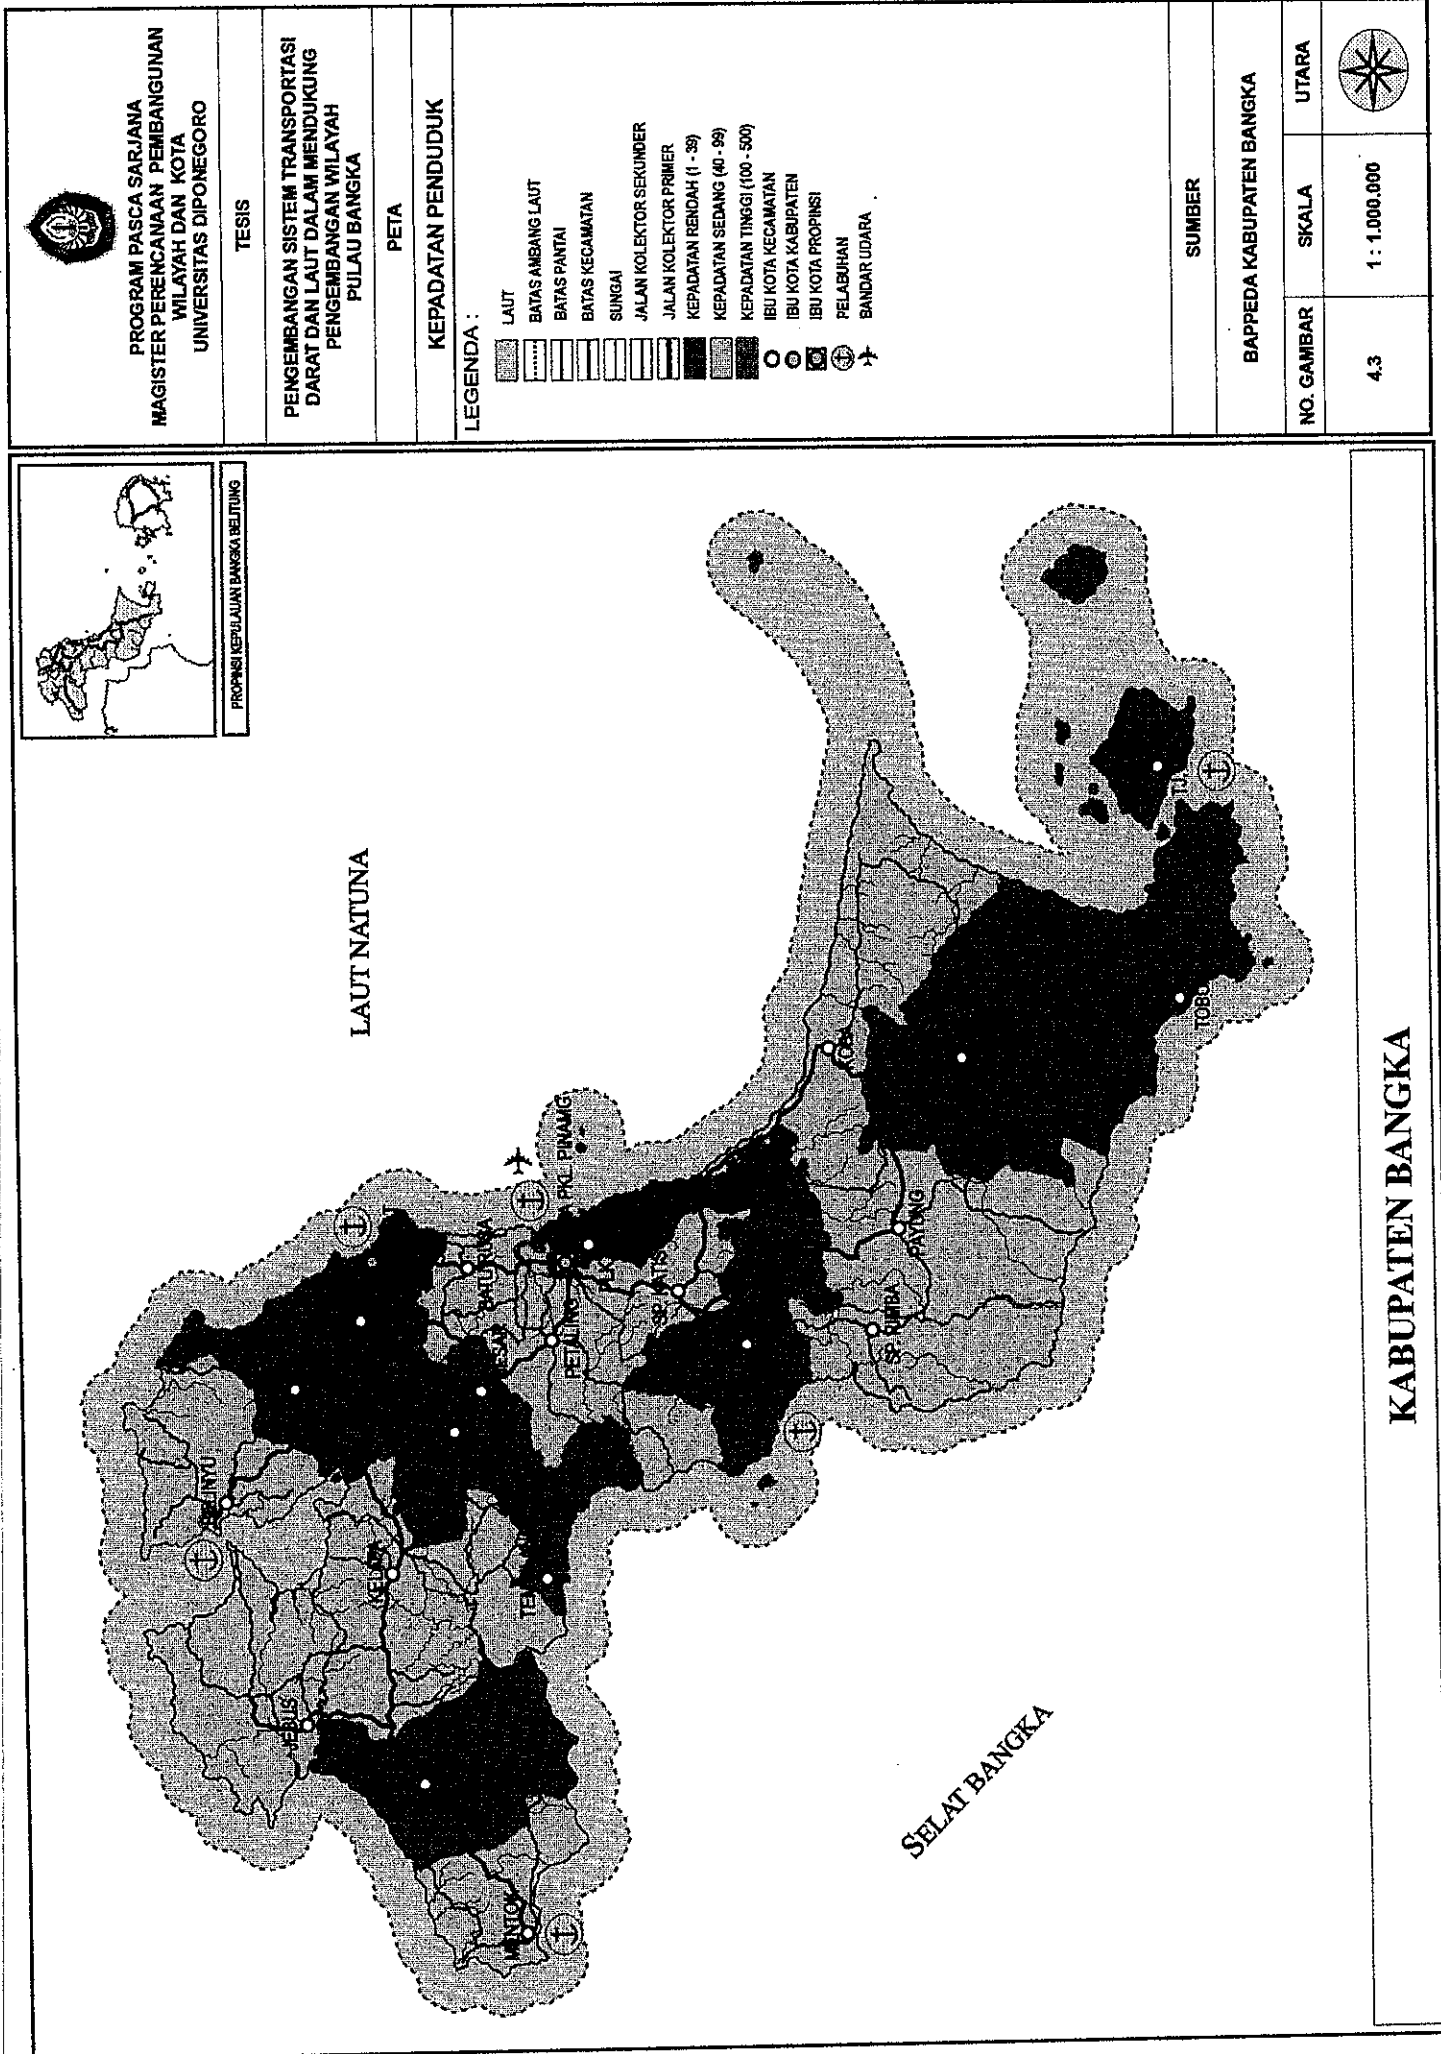 PROGRAM PASCA SARJANA
MAGISTER PERENCANAAN PEMBANGUNAN
WILAYAH DAN KOTA
UNIVERSITAS DIPONEGORO
TESIS
PENGEMBANGAN SISTEM TRANSPORTASI
DARAT DAN LAUT DALAM MENDUKUNG
PENGEMBANGAN WILAYAH
PULAU BANGKA
PETA
KEPADATAN PENDUDUK
LEGENDA :
LAUT
BATAS AMBANG LAUT
BATAS PANTAI
BATAS KECAMATAN
SUNGAI
JALAN KOLEKTOR SEKUNDER
JALAN KOLEKTOR PRIMER
KEPADATAN RENDAH (1 - 39)
KEPADATAN SEDANG (40 - 99)
KEPADATAN TINGGI (100 - 500)
IBU KOTA KECAMATAN
IBU KOTA KABUPATEN
IBU KOTA PROPINSI
PELABUHAN
BANDAR UDARA
SUMBER
BAPPEDA KABUPATEN BANGKA
NO. GAMBAR
SKALA
UTARA
4.3
1 : 1.000.000
PROPINSI KEPULAUAN BANGKA BELITUNG
LAUT NATUNA
SELAT BANGKA
MENTOK
JEBUS
BELINYU
KELAPA
PETALING
PKL. PINAMG
KOBA
PAYUNG
KABUPATEN BANGKA